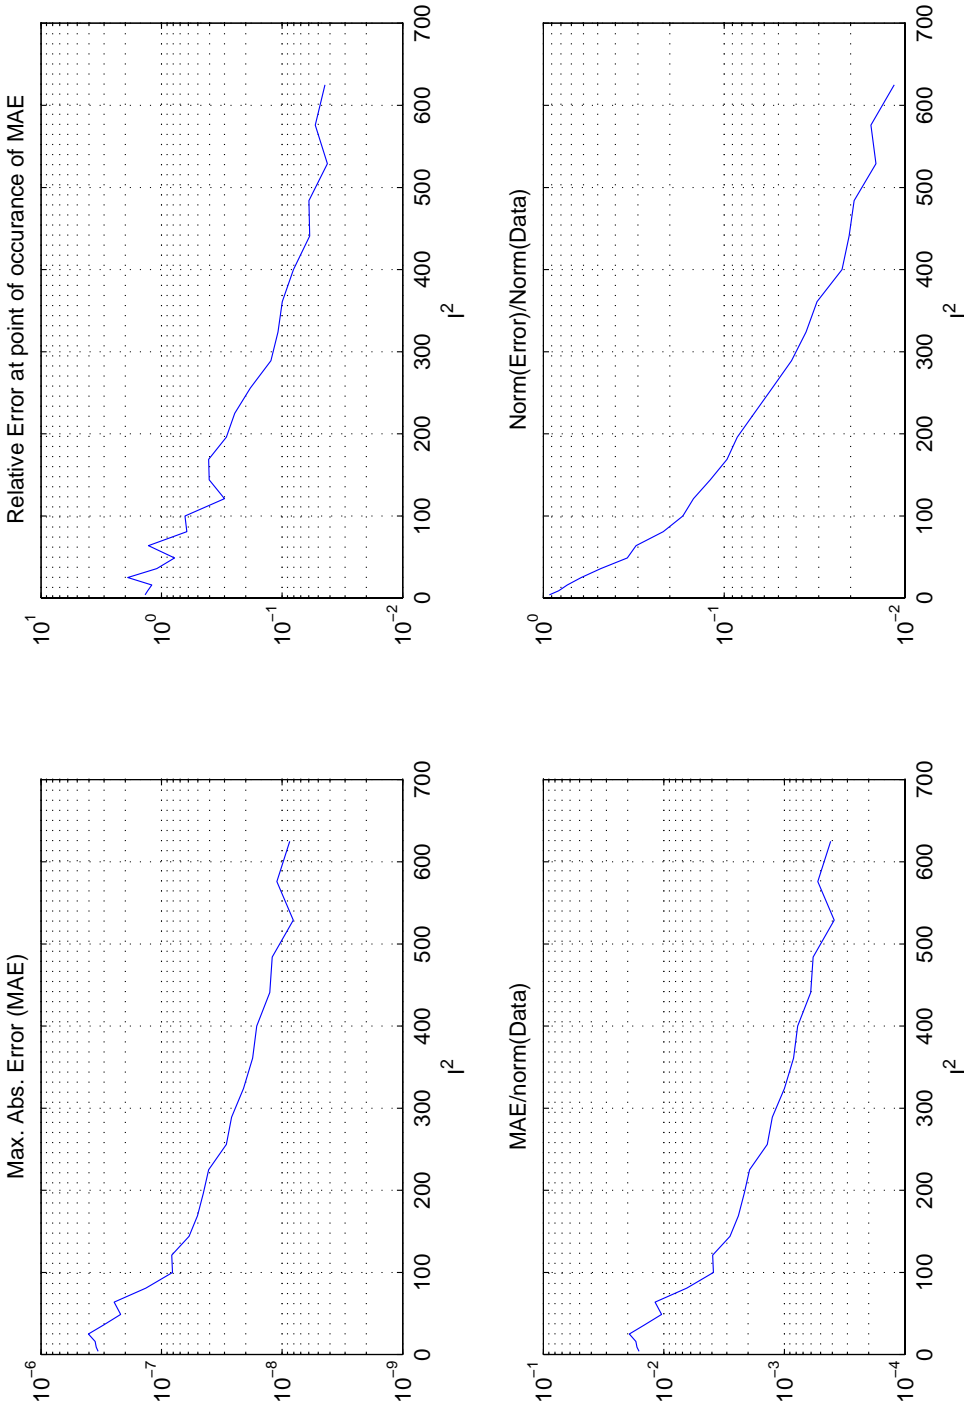 Max. Abs. Error (MAE)
10^-6
10^-7
10^-8
10^-9
0 100 200 300 400 500 600 700
l^2
Relative Error at point of occurance of MAE
10^1
10^0
10^-1
10^-2
0 100 200 300 400 500 600 700
l^2
MAE/norm(Data)
10^-1
10^-2
10^-3
10^-4
0 100 200 300 400 500 600 700
l^2
Norm(Error)/Norm(Data)
10^0
10^-1
10^-2
0 100 200 300 400 500 600 700
l^2